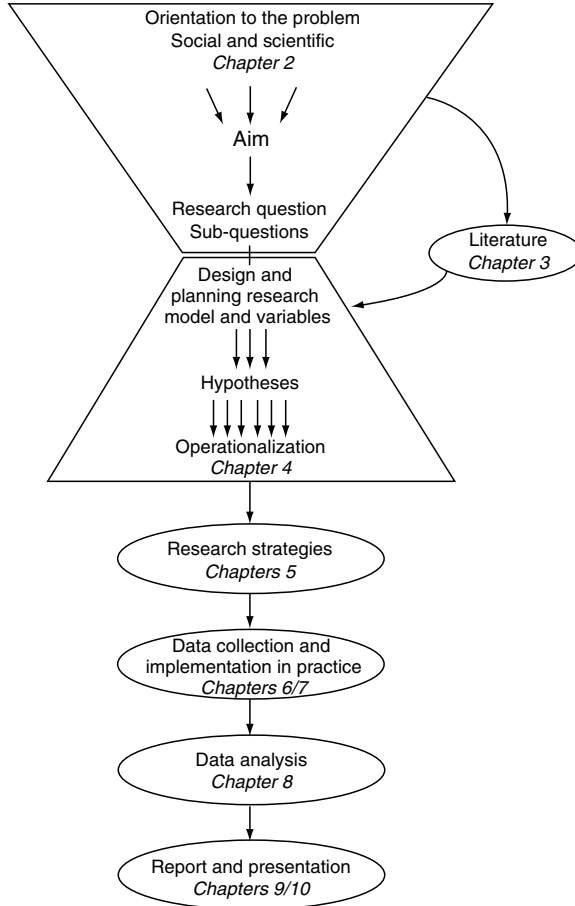 Orientation to the problem
Social and scientific
Chapter 2
Aim
Research question
Sub-questions
Literature
Chapter 3
Design and
planning research
model and variables
Hypotheses
Operationalization
Chapter 4
Research strategies
Chapters 5
Data collection and
implementation in practice
Chapters 6/7
Data analysis
Chapter 8
Report and presentation
Chapters 9/10